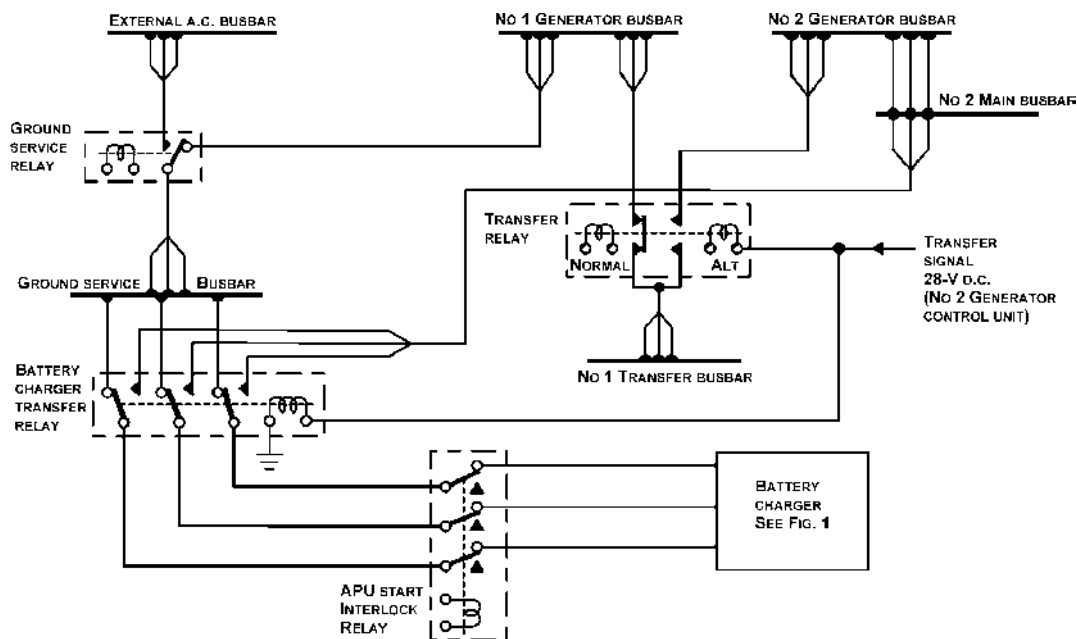 EXTERNAL A.C. BUSBAR
NO 1 GENERATOR BUSBAR
NO 2 GENERATOR BUSBAR
NO 2 MAIN BUSBAR
GROUND
SERVICE
RELAY
TRANSFER
RELAY
NORMAL
ALT
TRANSFER
SIGNAL
28-V D.C.
(NO 2 GENERATOR
CONTROL UNIT)
GROUND SERVICE BUSBAR
NO 1 TRANSFER BUSBAR
BATTERY
CHARGER
TRANSFER
RELAY
BATTERY
CHARGER
SEE FIG. 1
APU START
INTERLOCK
RELAY